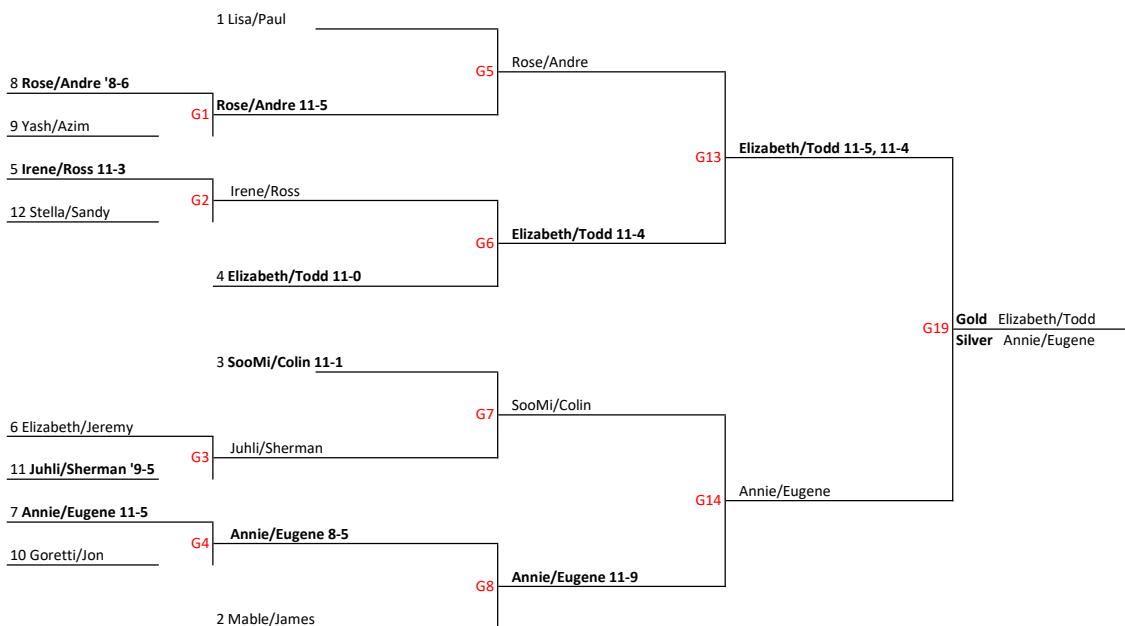 1 Lisa/Paul
G5
Rose/Andre
8 Rose/Andre '8-6
G1
Rose/Andre 11-5
9 Yash/Azim
G13
Elizabeth/Todd 11-5, 11-4
5 Irene/Ross 11-3
G2
Irene/Ross
12 Stella/Sandy
G6
Elizabeth/Todd 11-4
4 Elizabeth/Todd 11-0
G19
Gold Elizabeth/Todd
Silver Annie/Eugene
3 SooMi/Colin 11-1
G7
SooMi/Colin
6 Elizabeth/Jeremy
G3
Juhli/Sherman
11 Juhli/Sherman '9-5
G14
Annie/Eugene
7 Annie/Eugene 11-5
G4
Annie/Eugene 8-5
10 Goretti/Jon
G8
Annie/Eugene 11-9
2 Mable/James